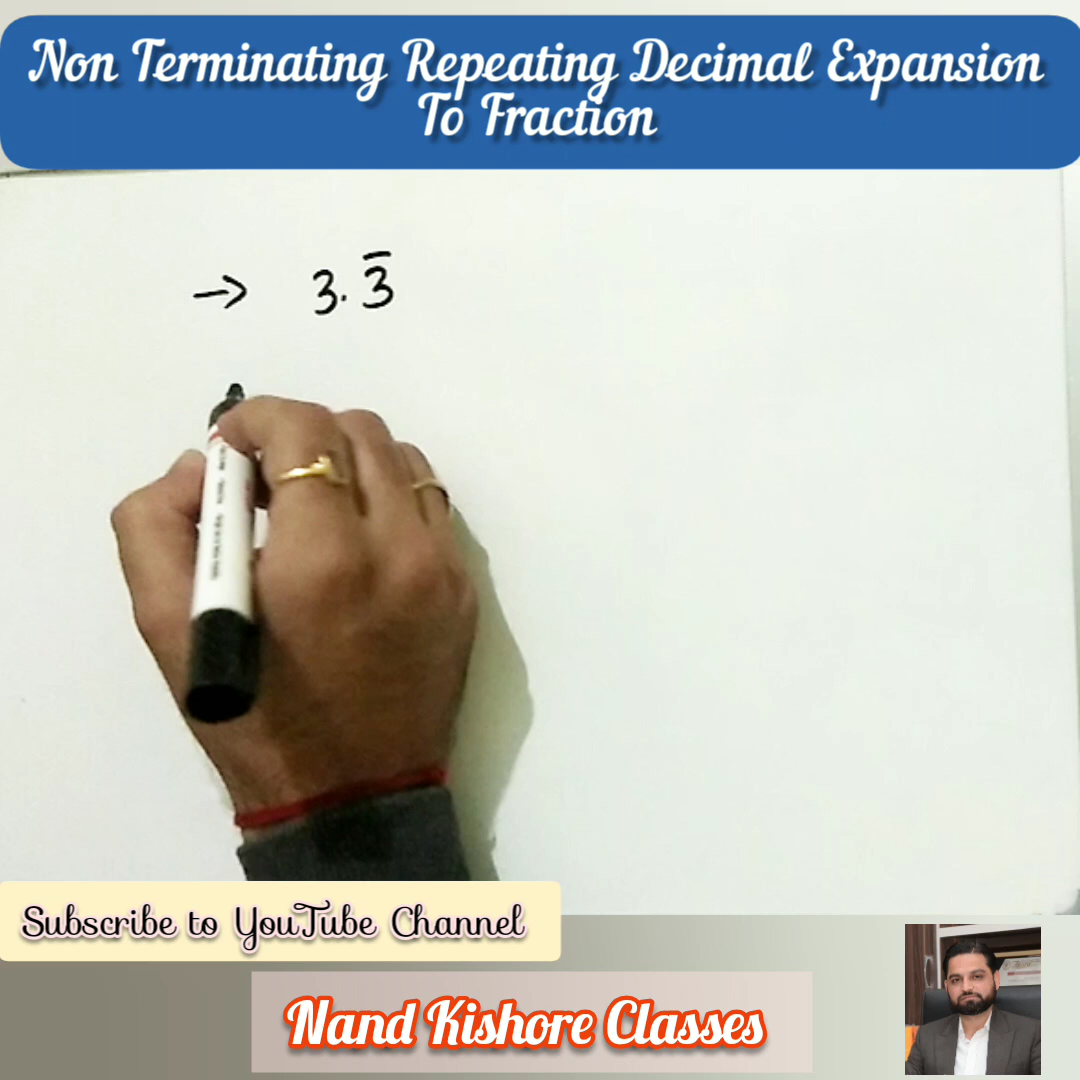 Non Terminating Repeating Decimal Expansion
To Fraction
→ 3.3̅
Subscribe to YouTube Channel
Nand Kishore Classes